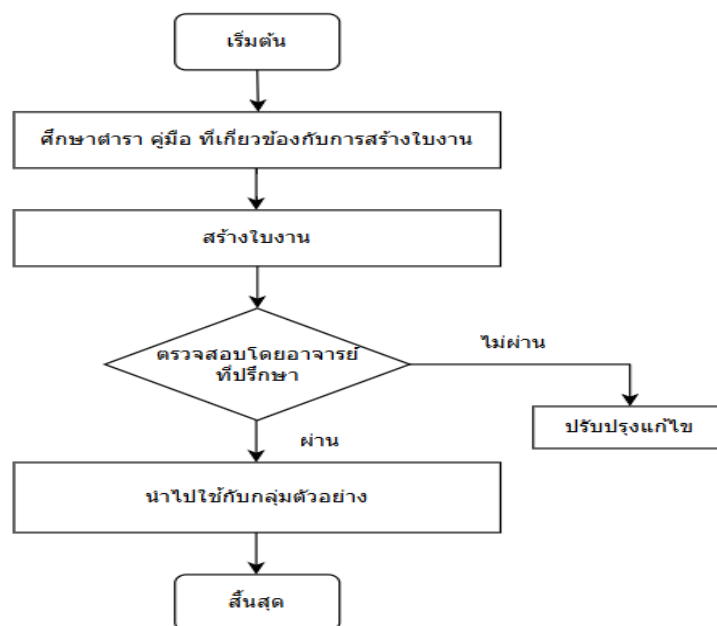 เริ่มต้น
ศึกษาตำรา คู่มือ ที่เกี่ยวข้องกับการสร้างใบงาน
สร้างใบงาน
ตรวจสอบโดยอาจารย์
ที่ปรึกษา
ไม่ผ่าน
ปรับปรุงแก้ไข
ผ่าน
นำไปใช้กับกลุ่มตัวอย่าง
สิ้นสุด